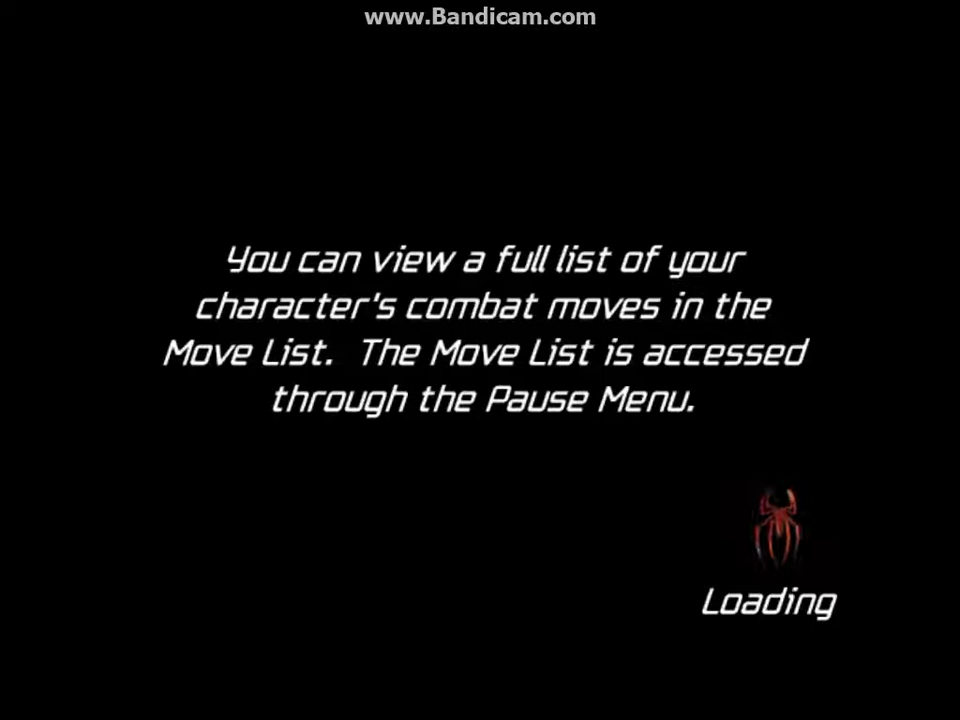 www.Bandicam.com
You can view a full list of your
character's combat moves in the
Move List.  The Move List is accessed
through the Pause Menu.
Loading